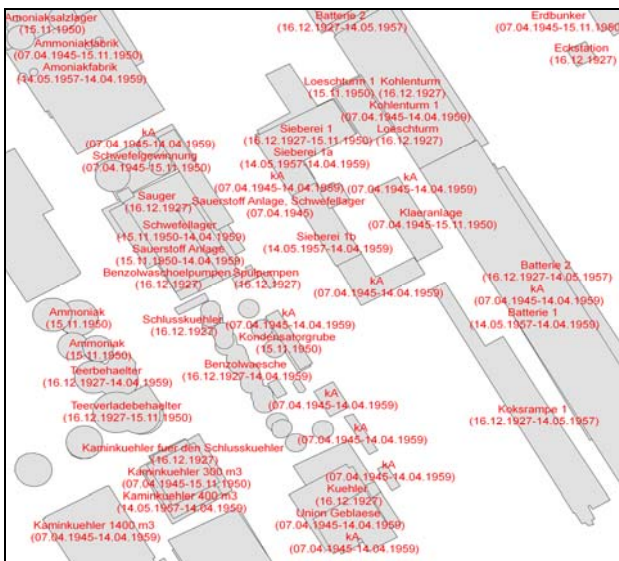 Amoniaksalzlager
(15.11.1950)
Ammoniakfabrik
(07.04.1945-15.11.1950)
Amoniakfabrik
(14.05.1957-14.04.1959)
Batterie 2
(16.12.1927-14.05.1957)
Erdbunker
(07.04.1945-15.11.1950)
Eckstation
(16.12.1927)
Loeschturm 1
(15.11.1950)
Kohlenturm
(16.12.1927)
Kohlenturm 1
(07.04.1945-14.04.1959)
Loeschturm
(16.12.1927)
kA
(07.04.1945-14.04.1959)
Schwefelgewinnung
(07.04.1945-15.11.1950)
Sieberei 1
(16.12.1927-15.11.1950)
Sieberei 1a
(14.05.1957-14.04.1959)
kA
(07.04.1945-14.04.1959)
kA
(07.04.1945-14.04.1959)
Sauger
(16.12.1927)
Sauerstoff Anlage, Schwefellager
(07.04.1945)
Klaeranlage
(07.04.1945-15.11.1950)
Schwefellager
(15.11.1950-14.04.1959)
Sauerstoff Anlage
(15.11.1950-14.04.1959)
Sieberei 1b
(14.05.1957-14.04.1959)
Benzolwaschoelpumpen
(16.12.1927)
Spülpumpen
(16.12.1927)
kA
(07.04.1945-14.04.1959)
Batterie 2
(16.12.1927-14.05.1957)
kA
(07.04.1945-14.04.1959)
Batterie 1
(14.05.1957-14.04.1959)
Ammoniak
(15.11.1950)
Schlusskuehler
(16.12.1927)
kA
(07.04.1945-14.04.1959)
Kondensatorgrube
(15.11.1950)
Ammoniak
(15.11.1950)
Teerbehaelter
(16.12.1927-14.04.1959)
Benzolwaesche
(16.12.1927-14.04.1959)
kA
(07.04.1945-14.04.1959)
Teerverladebehaelter
(16.12.1927-15.11.1950)
Koksrampe 1
(16.12.1927-14.05.1957)
kA
(07.04.1945-14.04.1959)
Kaminkuehler fuer den Schlusskuehler
(16.12.1927)
Kaminkuehler 300 m3
(07.04.1945-15.11.1950)
Kaminkuehler 400 m3
(14.05.1957-14.04.1959)
kA
(07.04.1945-14.04.1959)
Kuehler
(16.12.1927)
Union Geblaese
(07.04.1945-14.04.1959)
kA
(07.04.1945-14.04.1959)
Kaminkuehler 1400 m3
(07.04.1945-14.04.1959)